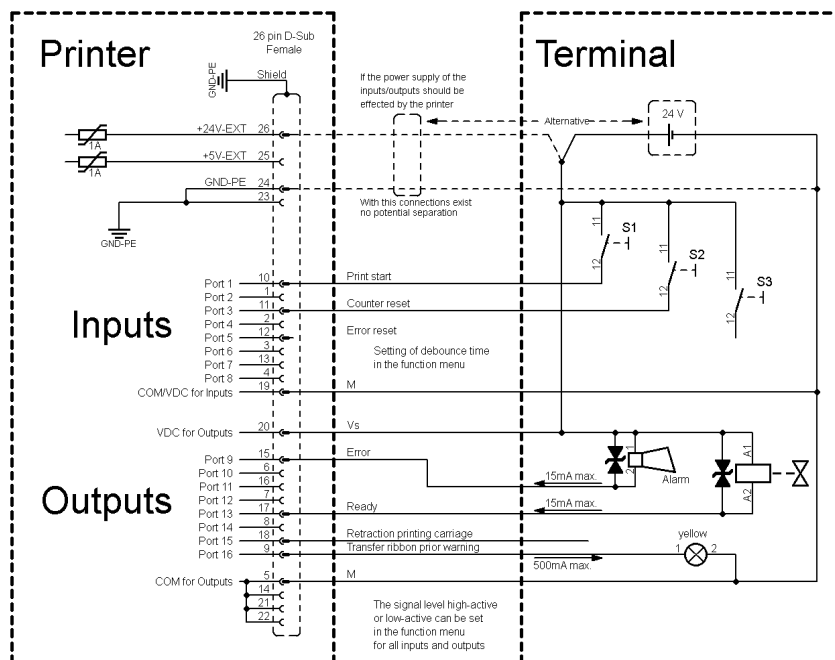 Printer
26 pin D-Sub
Female
Terminal
Shield
GND-PE
If the power supply of the
inputs/outputs should be
effected by the printer
Alternative
24 V
+24V-EXT 26
1A
+5V-EXT 25
1A
GND-PE 24
23
GND-PE
With this connections exist
no potential separation
11
12
S1
11
12
S2
11
12
S3
Inputs
Port 1 10 Print start
Port 2 1
Port 3 11 Counter reset
Port 4 2
Port 5 12 Error reset
Port 6 3
Port 7 13
Port 8 4
Setting of debounce time
in the function menu
COM/VDC for Inputs 19 M
VDC for Outputs 20 Vs
Outputs
Port 9 15 Error
Port 10 6
Port 11 16
Port 12 7
Port 13 17 Ready
Port 14 8
Port 15 18 Retraction printing carriage
Port 16 9 Transfer ribbon prior warning
15mA max.
1
2
Alarm
15mA max.
A1
A2
500mA max.
yellow
1 2
COM for Outputs 5 M
14
21
22
The signal level high-active
or low-active can be set
in the function menu
for all inputs and outputs